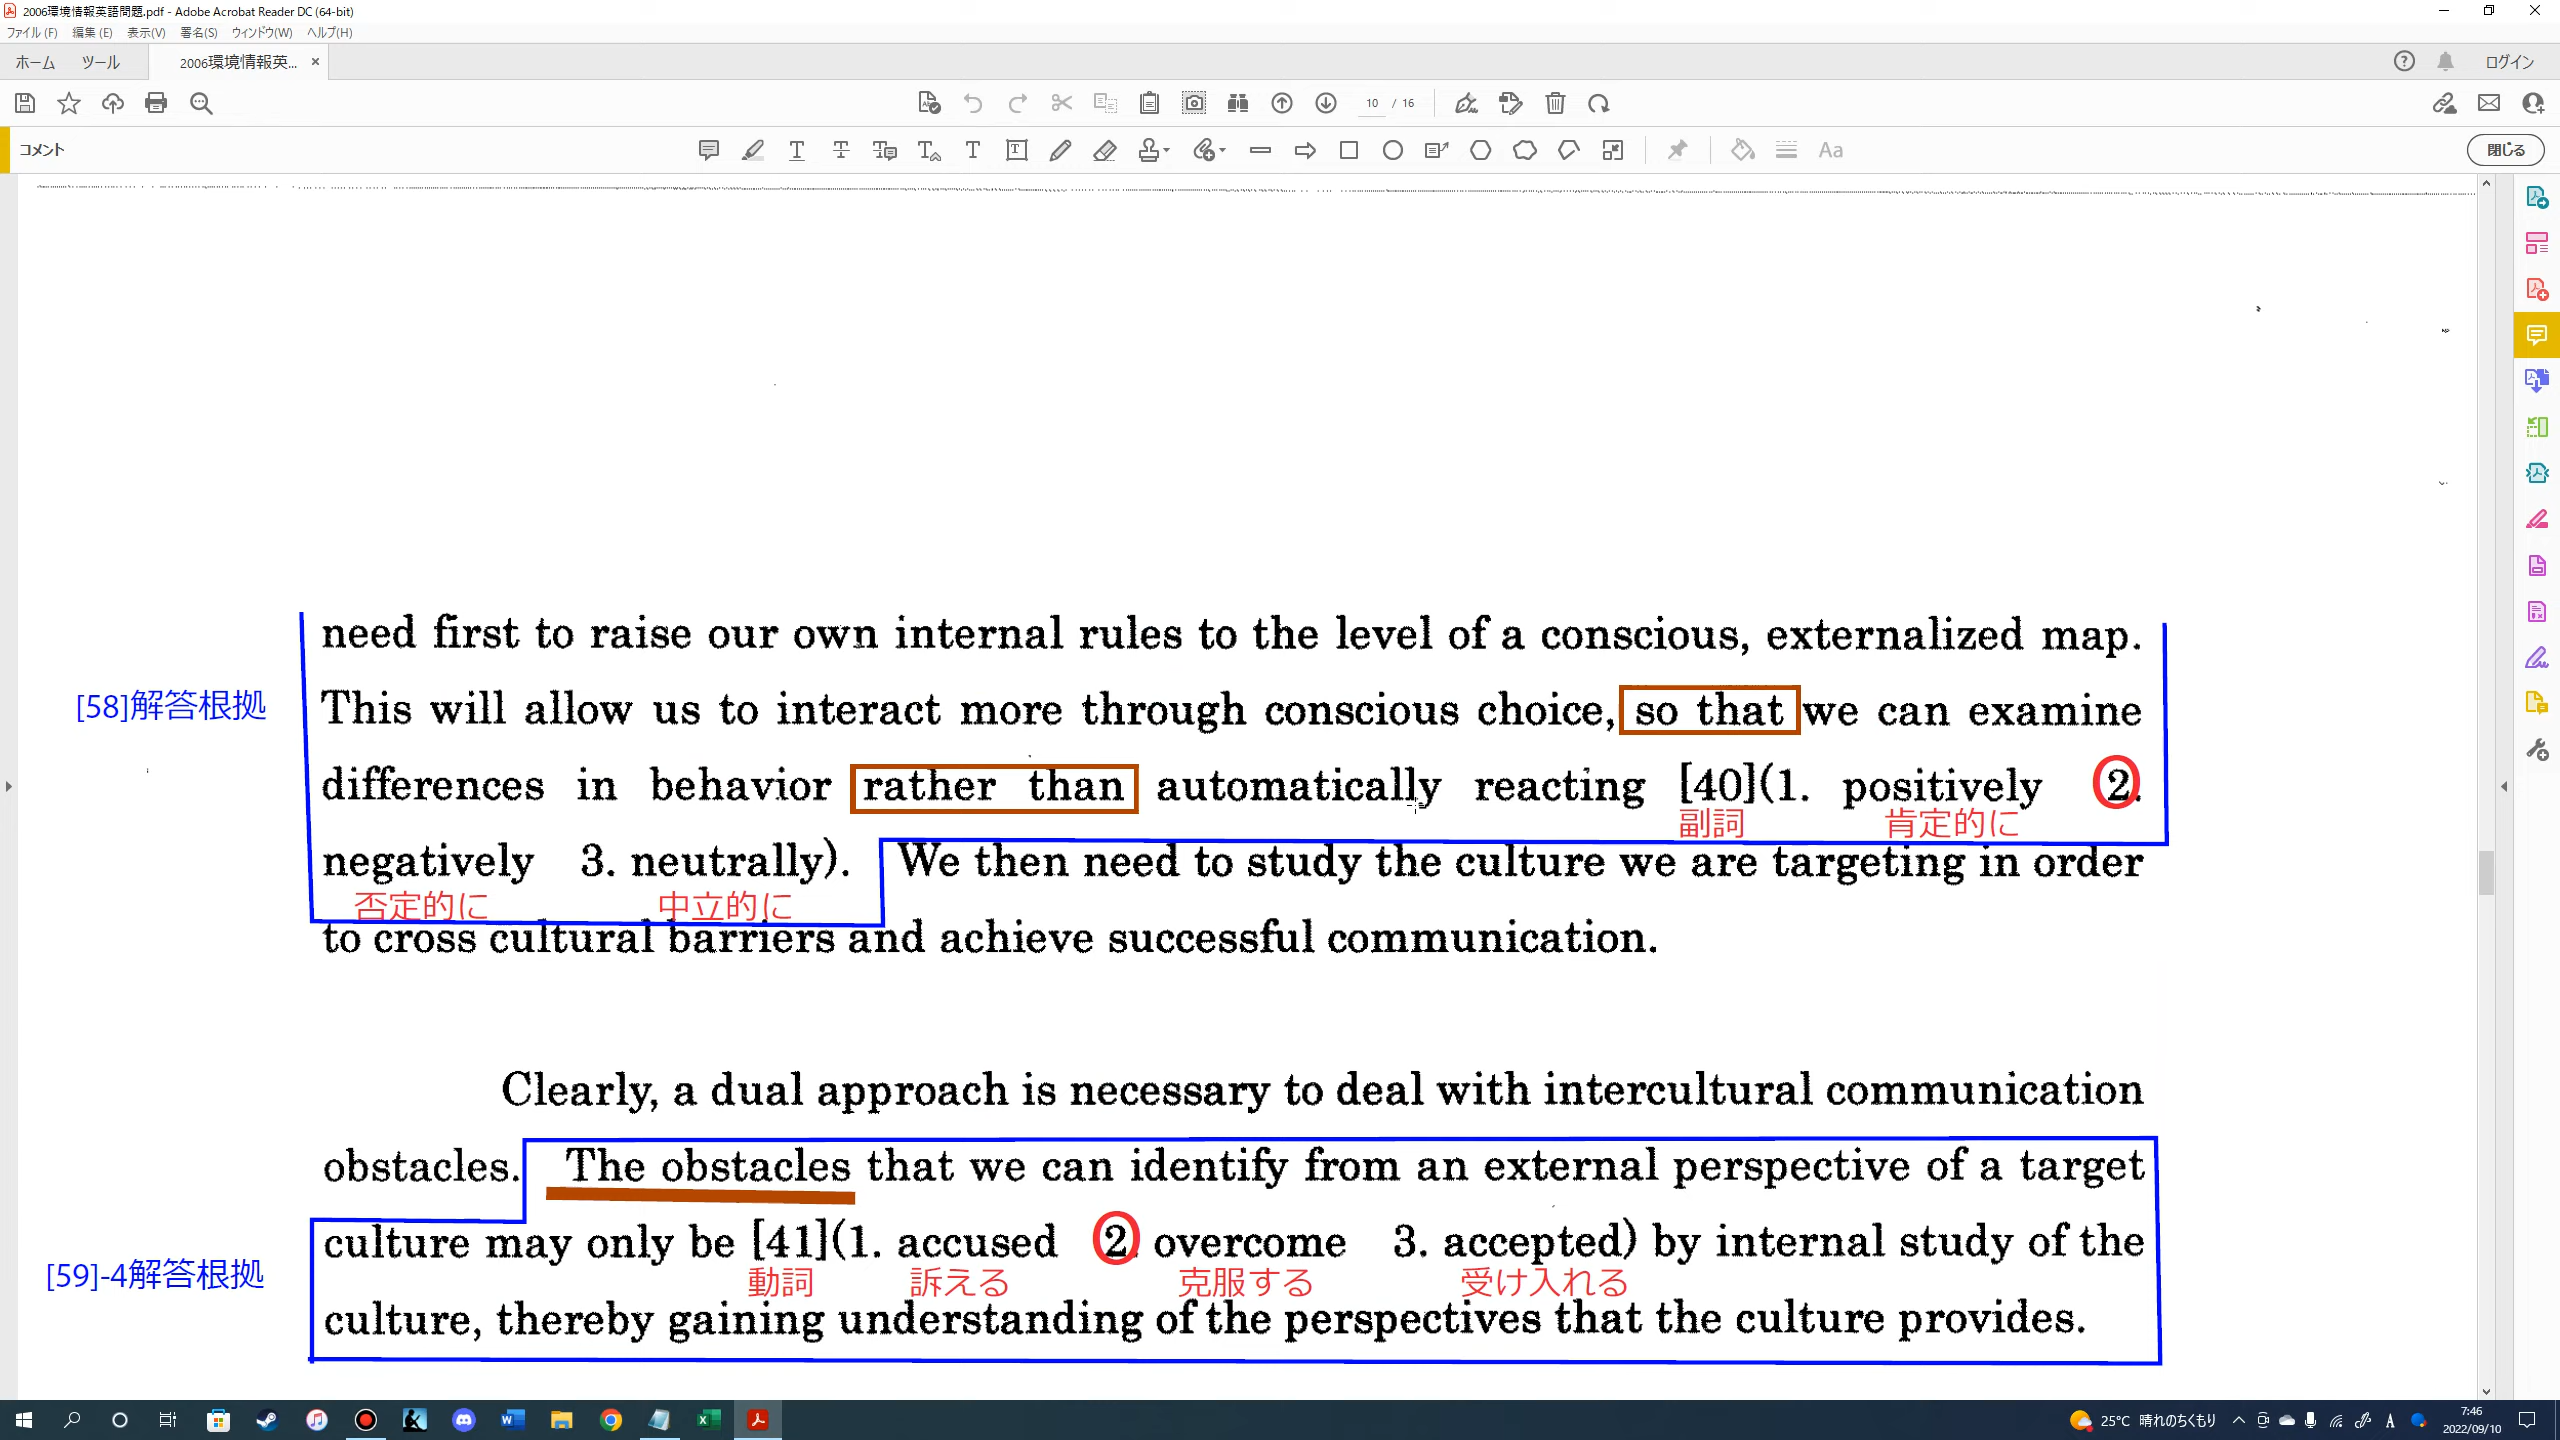 2006環境情報英語問題.pdf - Adobe Acrobat Reader DC (64-bit)
ファイル(F) 編集(E) 表示(V) 署名(S) ウィンドウ(W) ヘルプ(H)
ホーム ツール 2006環境情報英... × ログイン
10 / 16
コメント Aa 閉じる
need first to raise our own internal rules to the level of a conscious, externalized map.
[58]解答根拠 This will allow us to interact more through conscious choice, so that we can examine
differences in behavior rather than automatically reacting [40](1. positively 2.
副詞 肯定的に
negatively 3. neutrally). We then need to study the culture we are targeting in order
否定的に 中立的に
to cross cultural barriers and achieve successful communication.
Clearly, a dual approach is necessary to deal with intercultural communication
obstacles. The obstacles that we can identify from an external perspective of a target
culture may only be [41](1. accused 2 overcome 3. accepted) by internal study of the
[59]-4解答根拠 動詞 訴える 克服する 受け入れる
culture, thereby gaining understanding of the perspectives that the culture provides.
25°C 晴れのちくもり A 7:46
2022/09/10